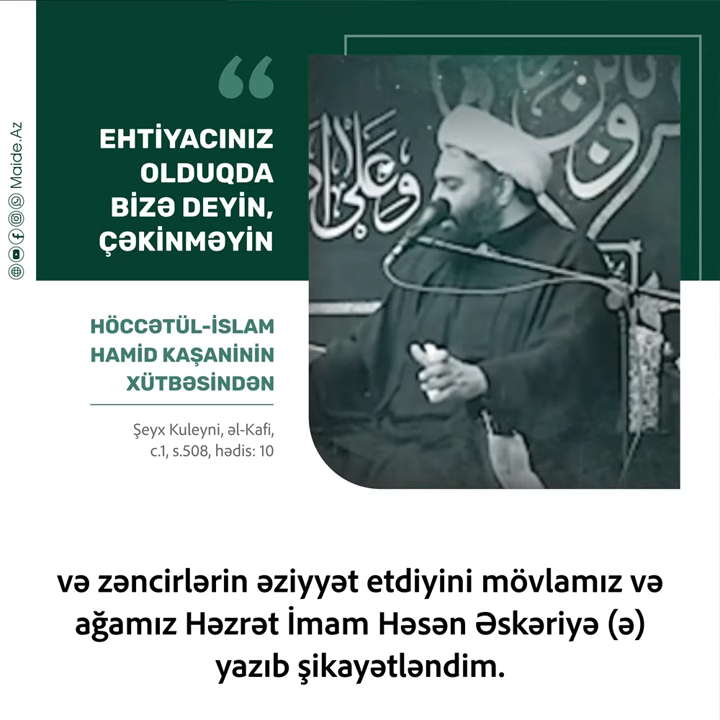 Maide.Az
EHTİYACINIZ
OLDUQDA
BİZƏ DEYİN,
ÇƏKİNMƏYİN
HÖCCƏTÜL-İSLAM
HAMİD KAŞANİNİN
XÜTBƏSİNDƏN
Şeyx Kuleyni, əl-Kafi,
c.1, s.508, hədis: 10
və zəncirlərin əziyyət etdiyini mövlamız və
ağamız Həzrət İmam Həsən Əskəriyə (ə)
yazıb şikayətləndim.